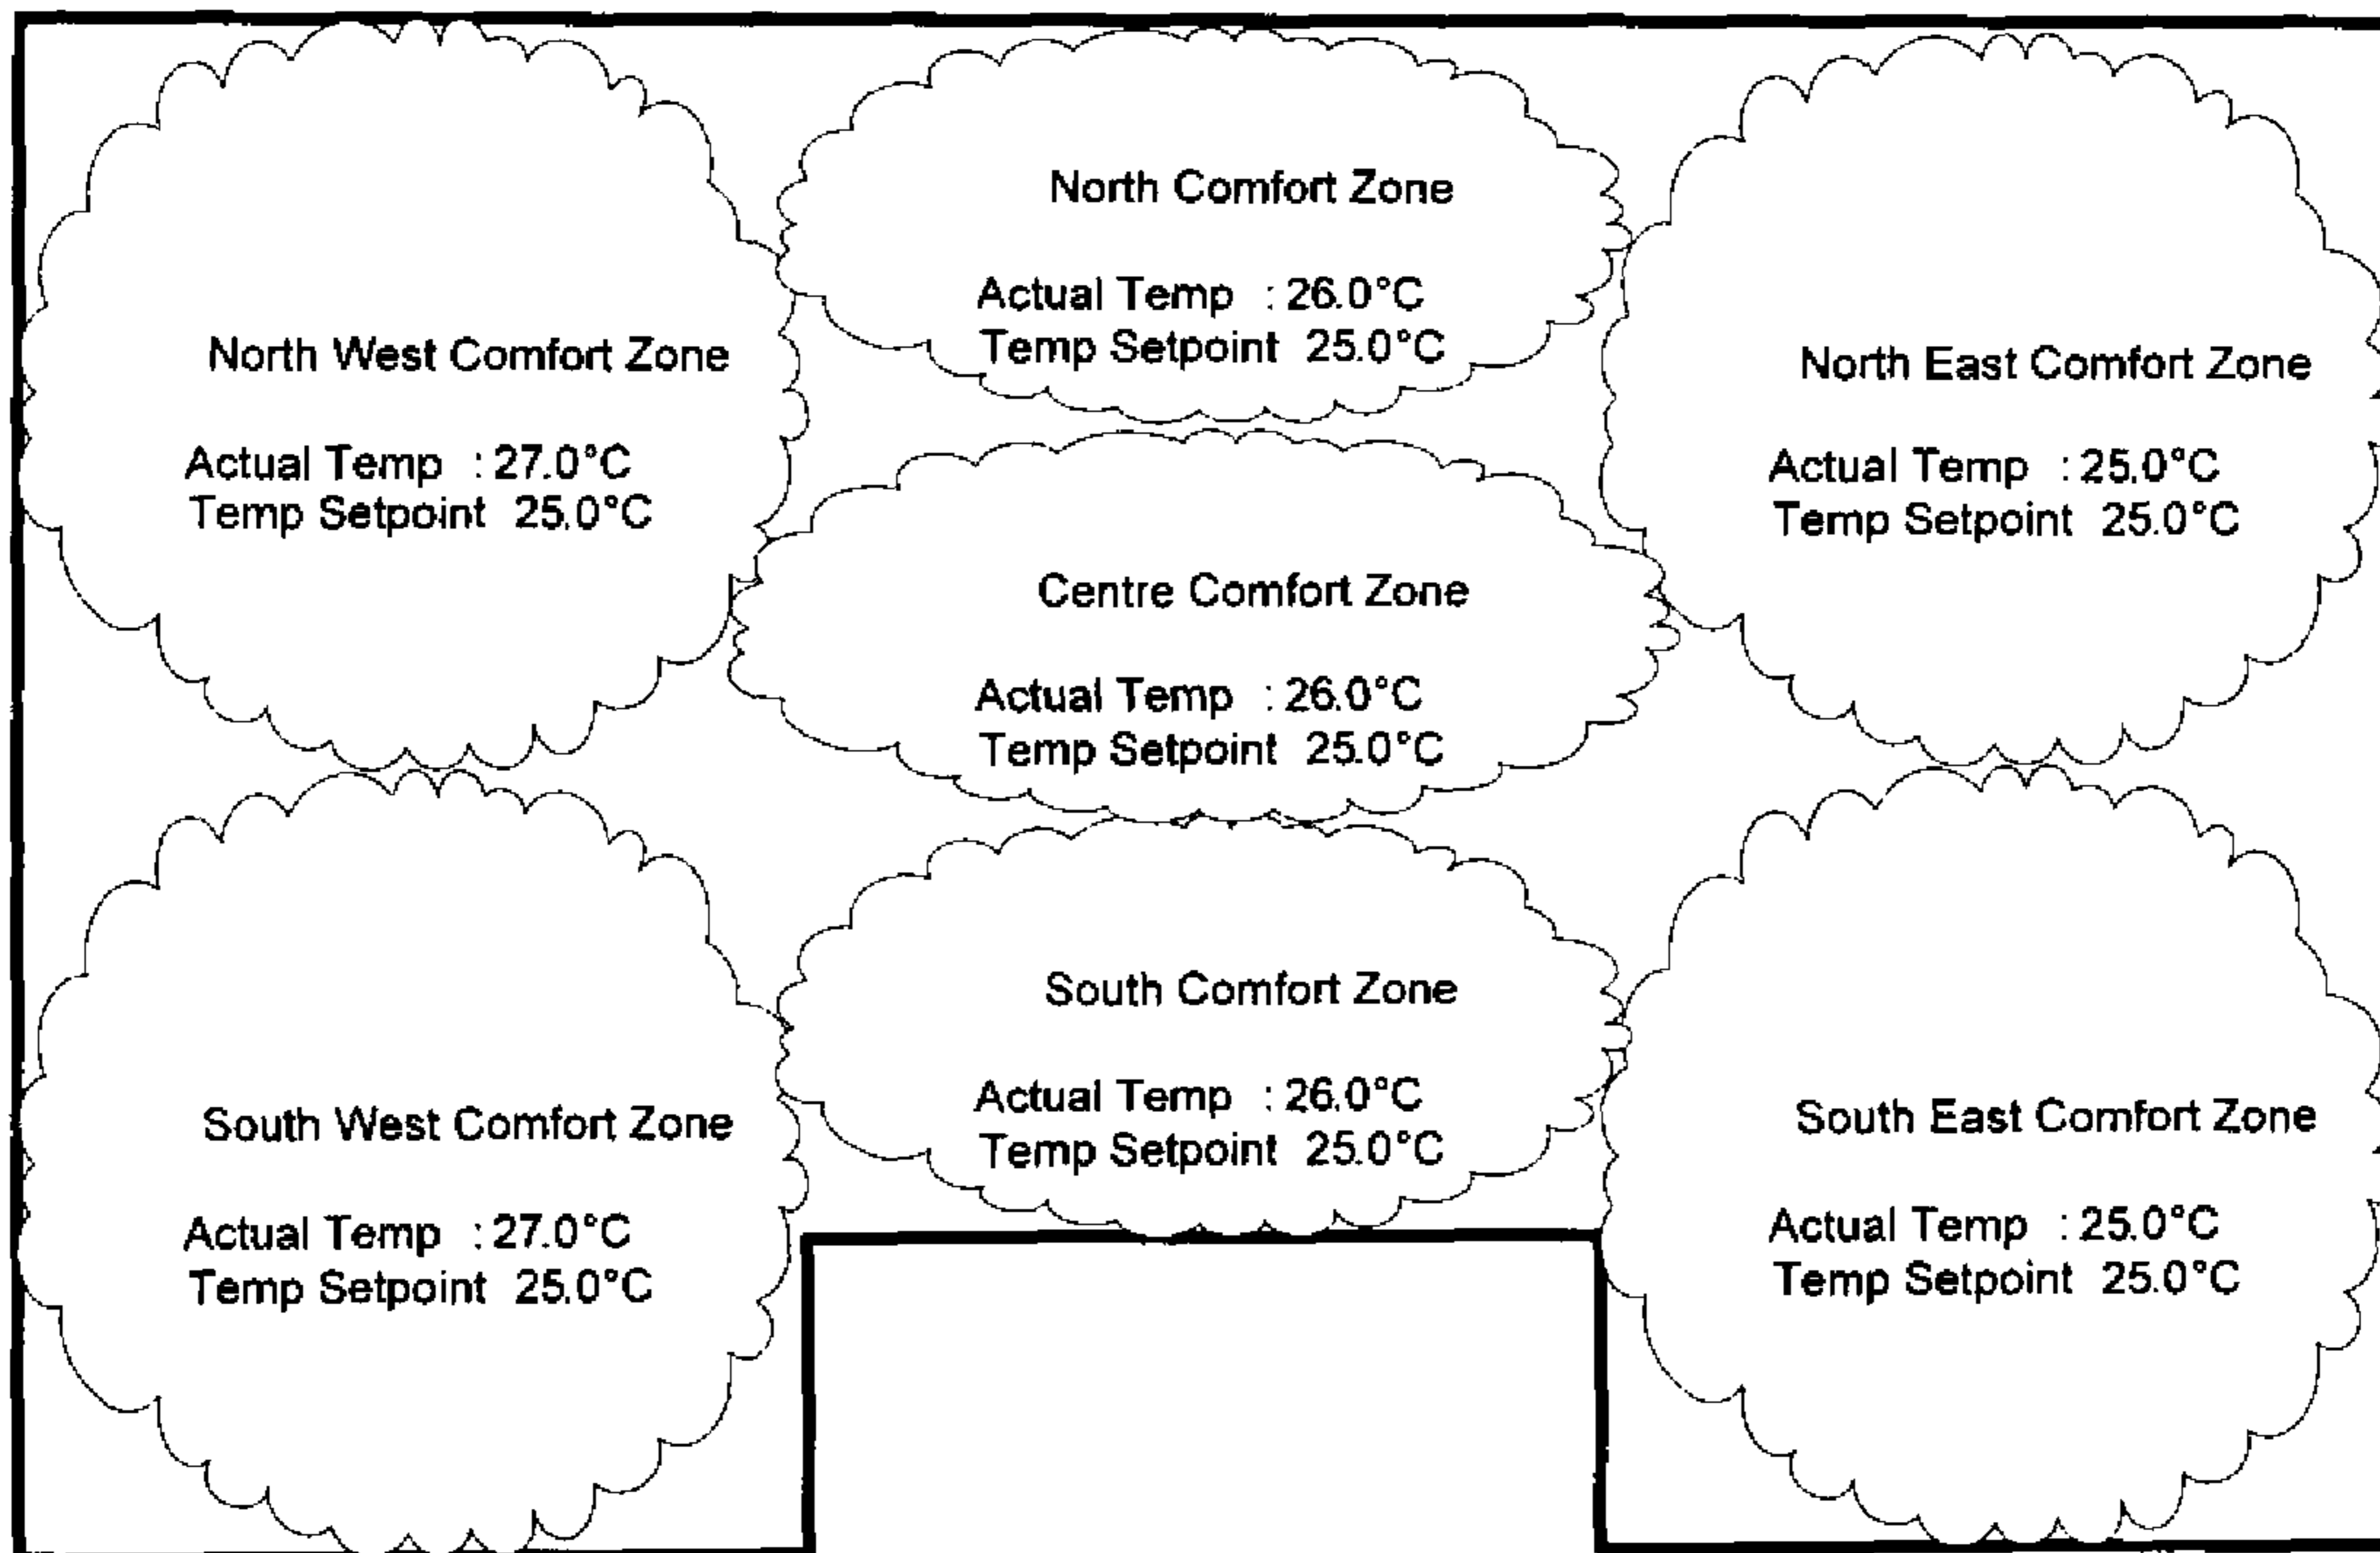 North Comfort Zone
Actual Temp : 26.0°C
Temp Setpoint 25.0°C
North West Comfort Zone
Actual Temp : 27.0°C
Temp Setpoint 25.0°C
North East Comfort Zone
Actual Temp : 25.0°C
Temp Setpoint 25.0°C
Centre Comfort Zone
Actual Temp : 26.0°C
Temp Setpoint 25.0°C
South Comfort Zone
Actual Temp : 26.0°C
Temp Setpoint 25.0°C
South West Comfort Zone
Actual Temp : 27.0°C
Temp Setpoint 25.0°C
South East Comfort Zone
Actual Temp : 25.0°C
Temp Setpoint 25.0°C